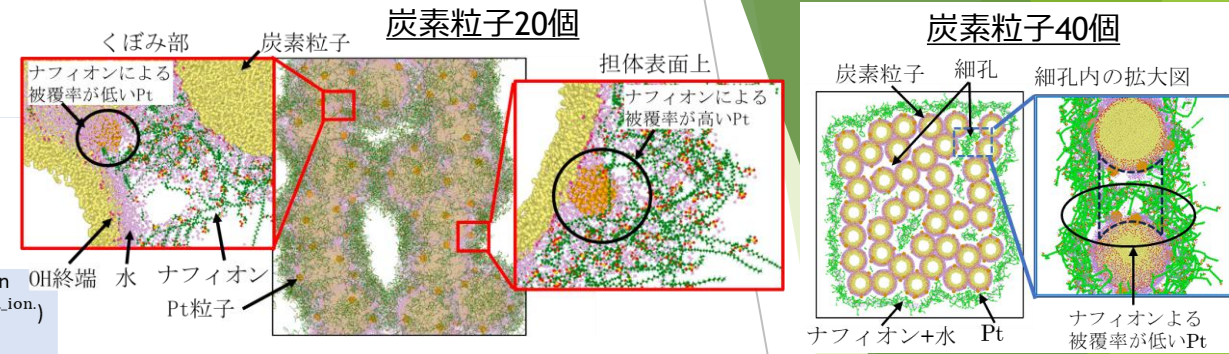 炭素粒子20個
くぼみ部
炭素粒子
ナフィオンによる
被覆率が低いPt
担体表面上
ナフィオンによる
被覆率が高いPt
OH終端
水
ナフィオン
Pt粒子
n
_ion.)
炭素粒子40個
炭素粒子
細孔
細孔内の拡大図
ナフィオン+水
Pt
ナフィオンよる
被覆率が低いPt